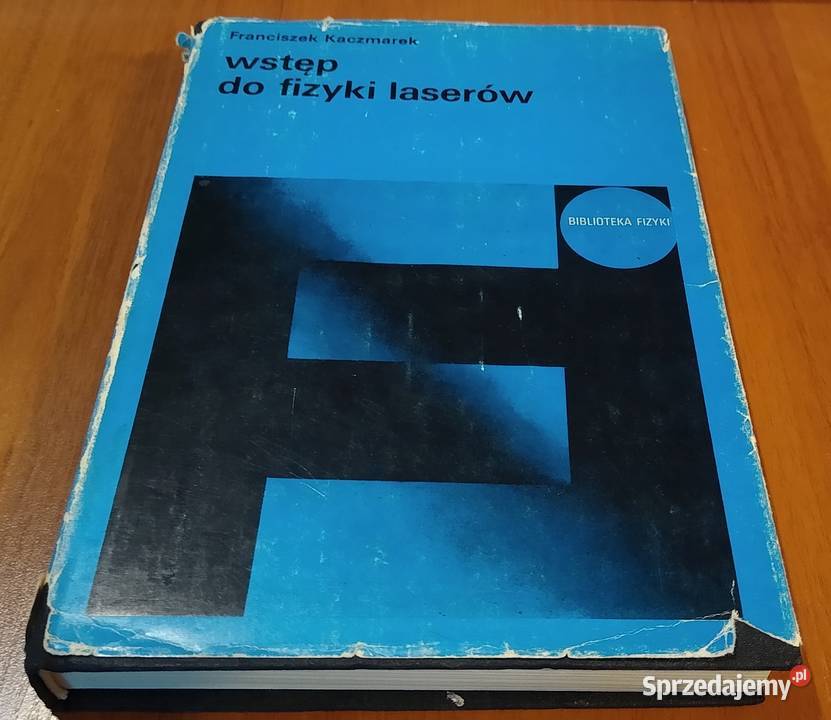 Franciszek Kaczmarek
wstęp
do fizyki laserów
BIBLIOTEKA FIZYKI
Sprzedajemy.pl